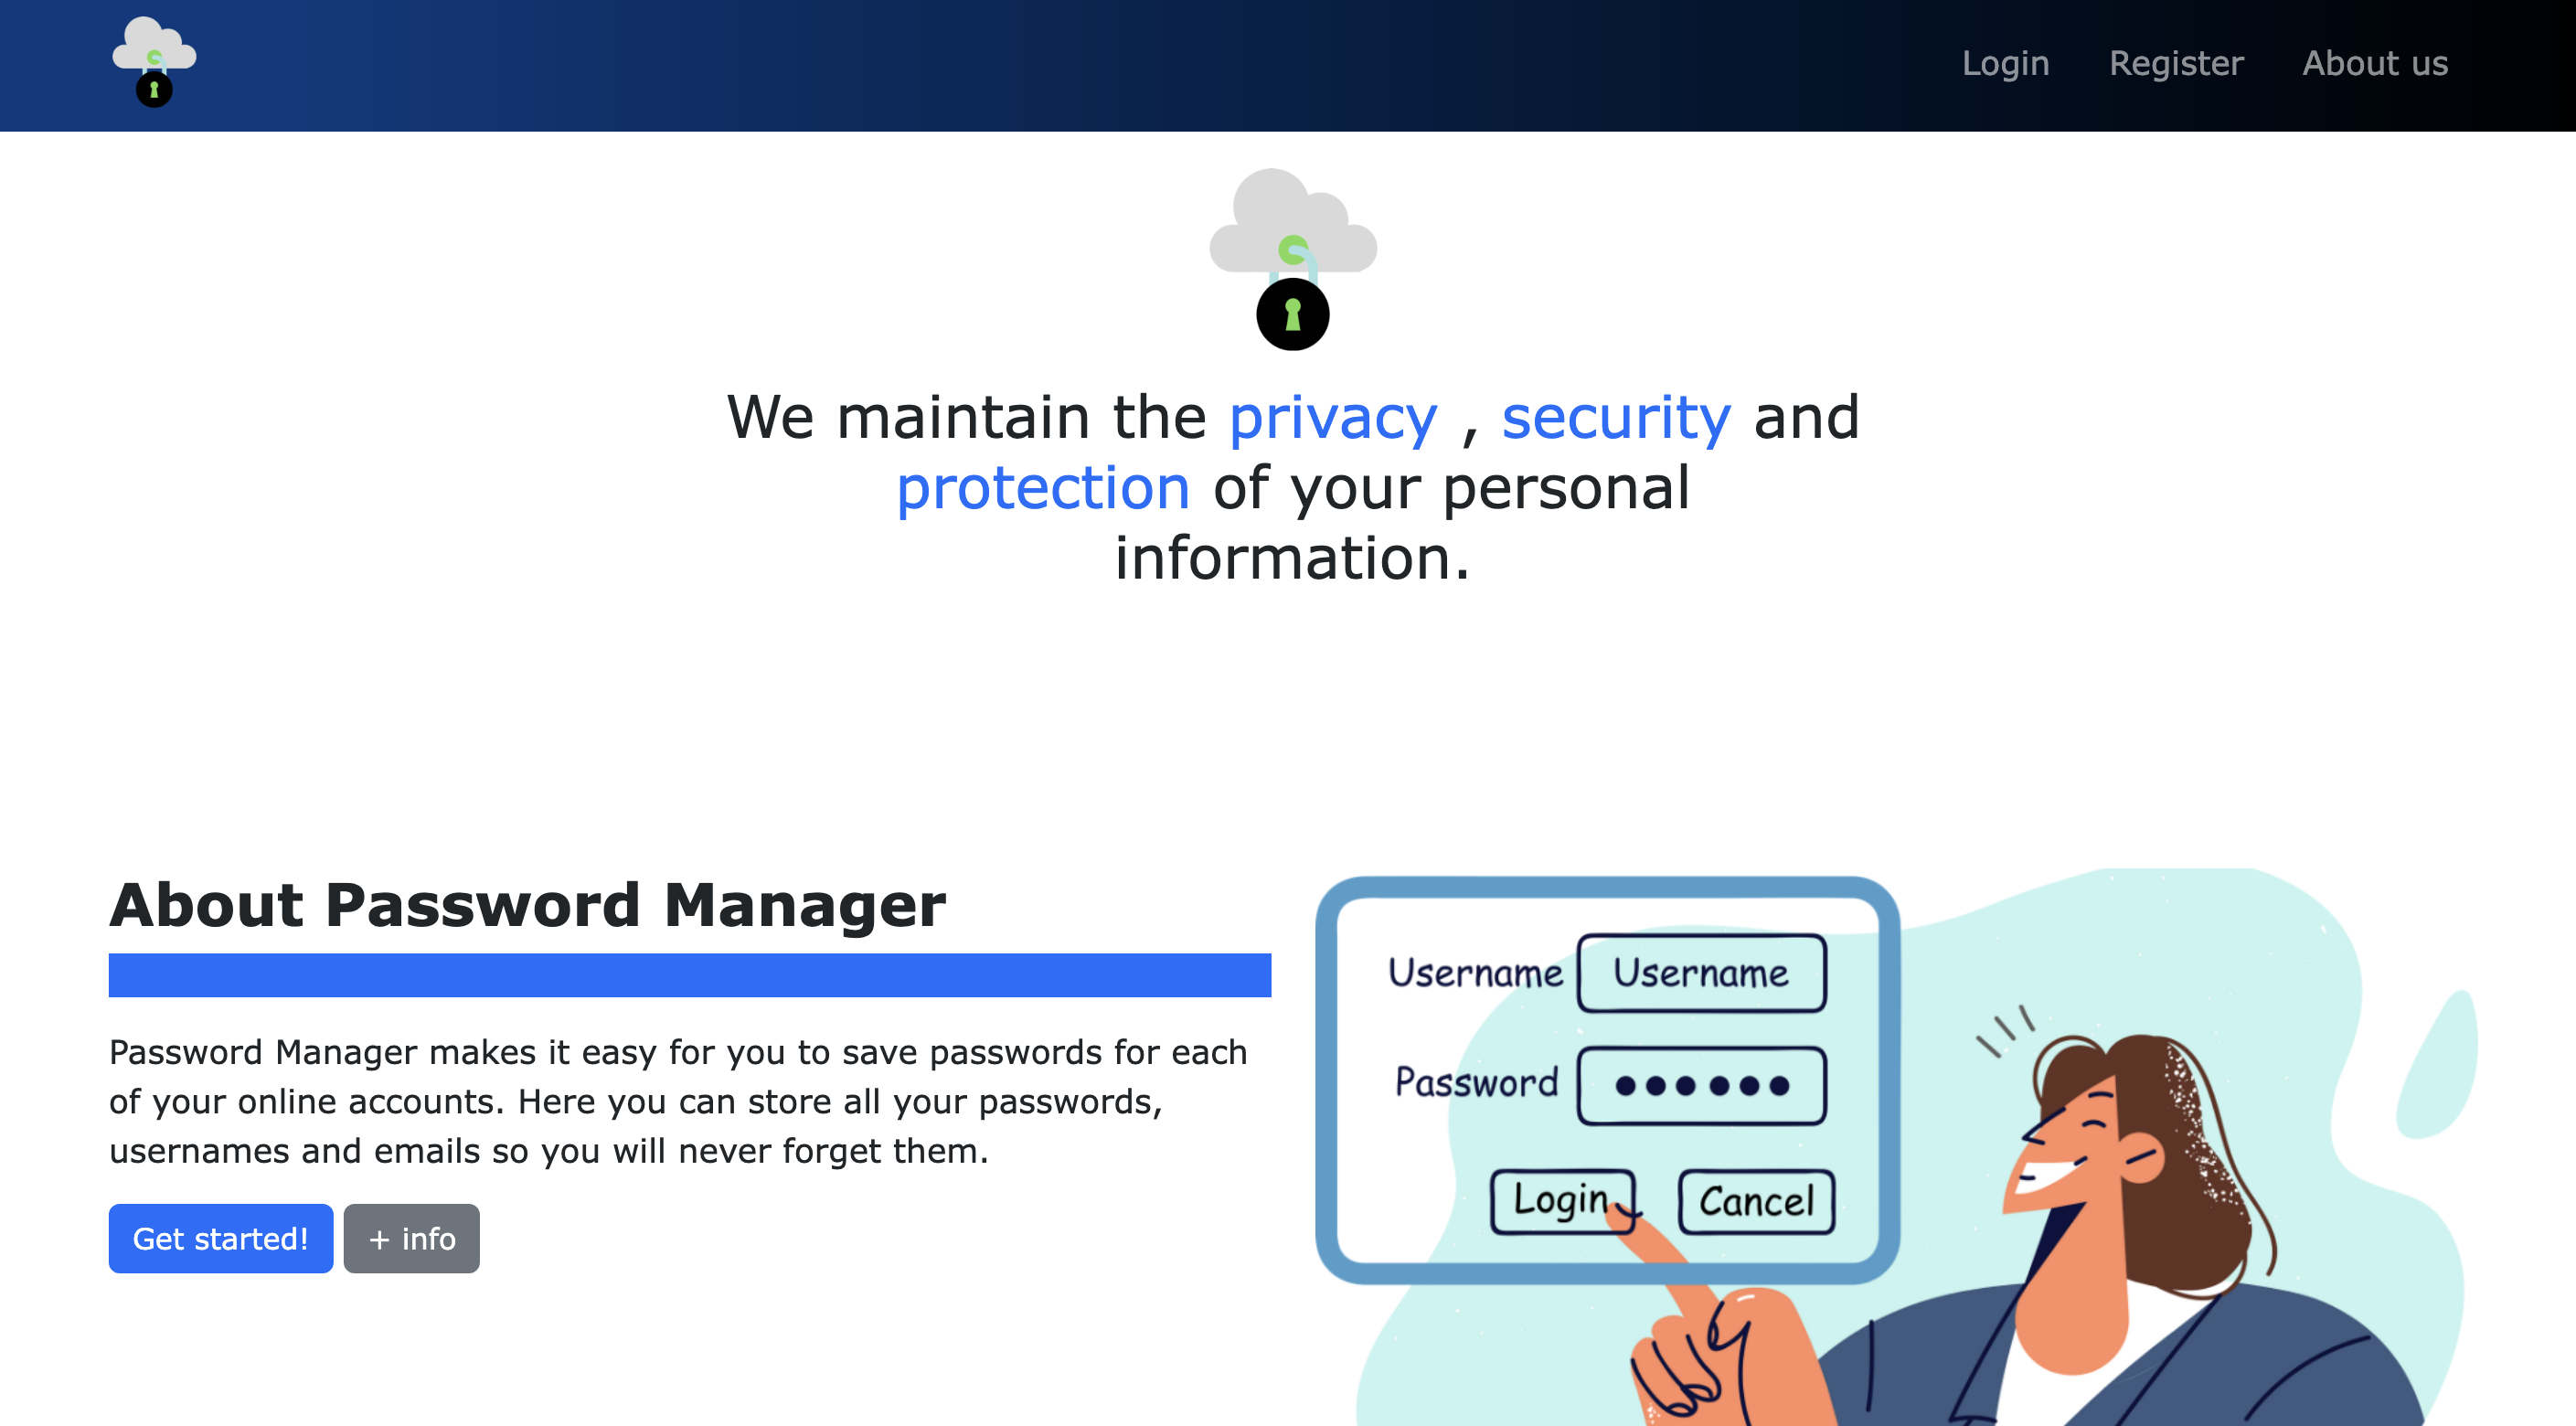 Login Register About us
We maintain the privacy , security and
protection of your personal
information.
About Password Manager
Password Manager makes it easy for you to save passwords for each
of your online accounts. Here you can store all your passwords,
usernames and emails so you will never forget them.
Get started! + info
Username Username
Password ●●●●●●
Login Cancel